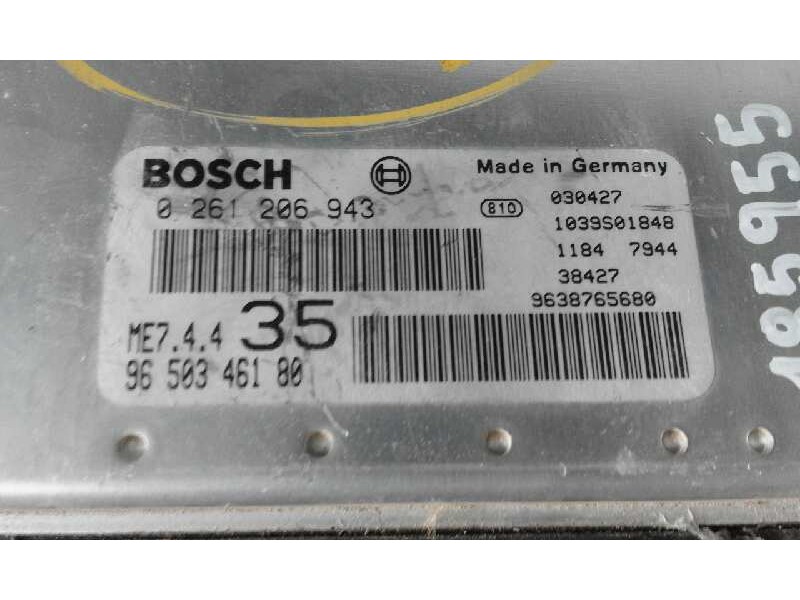 BOSCH
0 261 206 943
ME7.4.4 35
96 503 461 80
Made in Germany
810 030427
1039S01848
1184 7944
38427
9638765680
185955